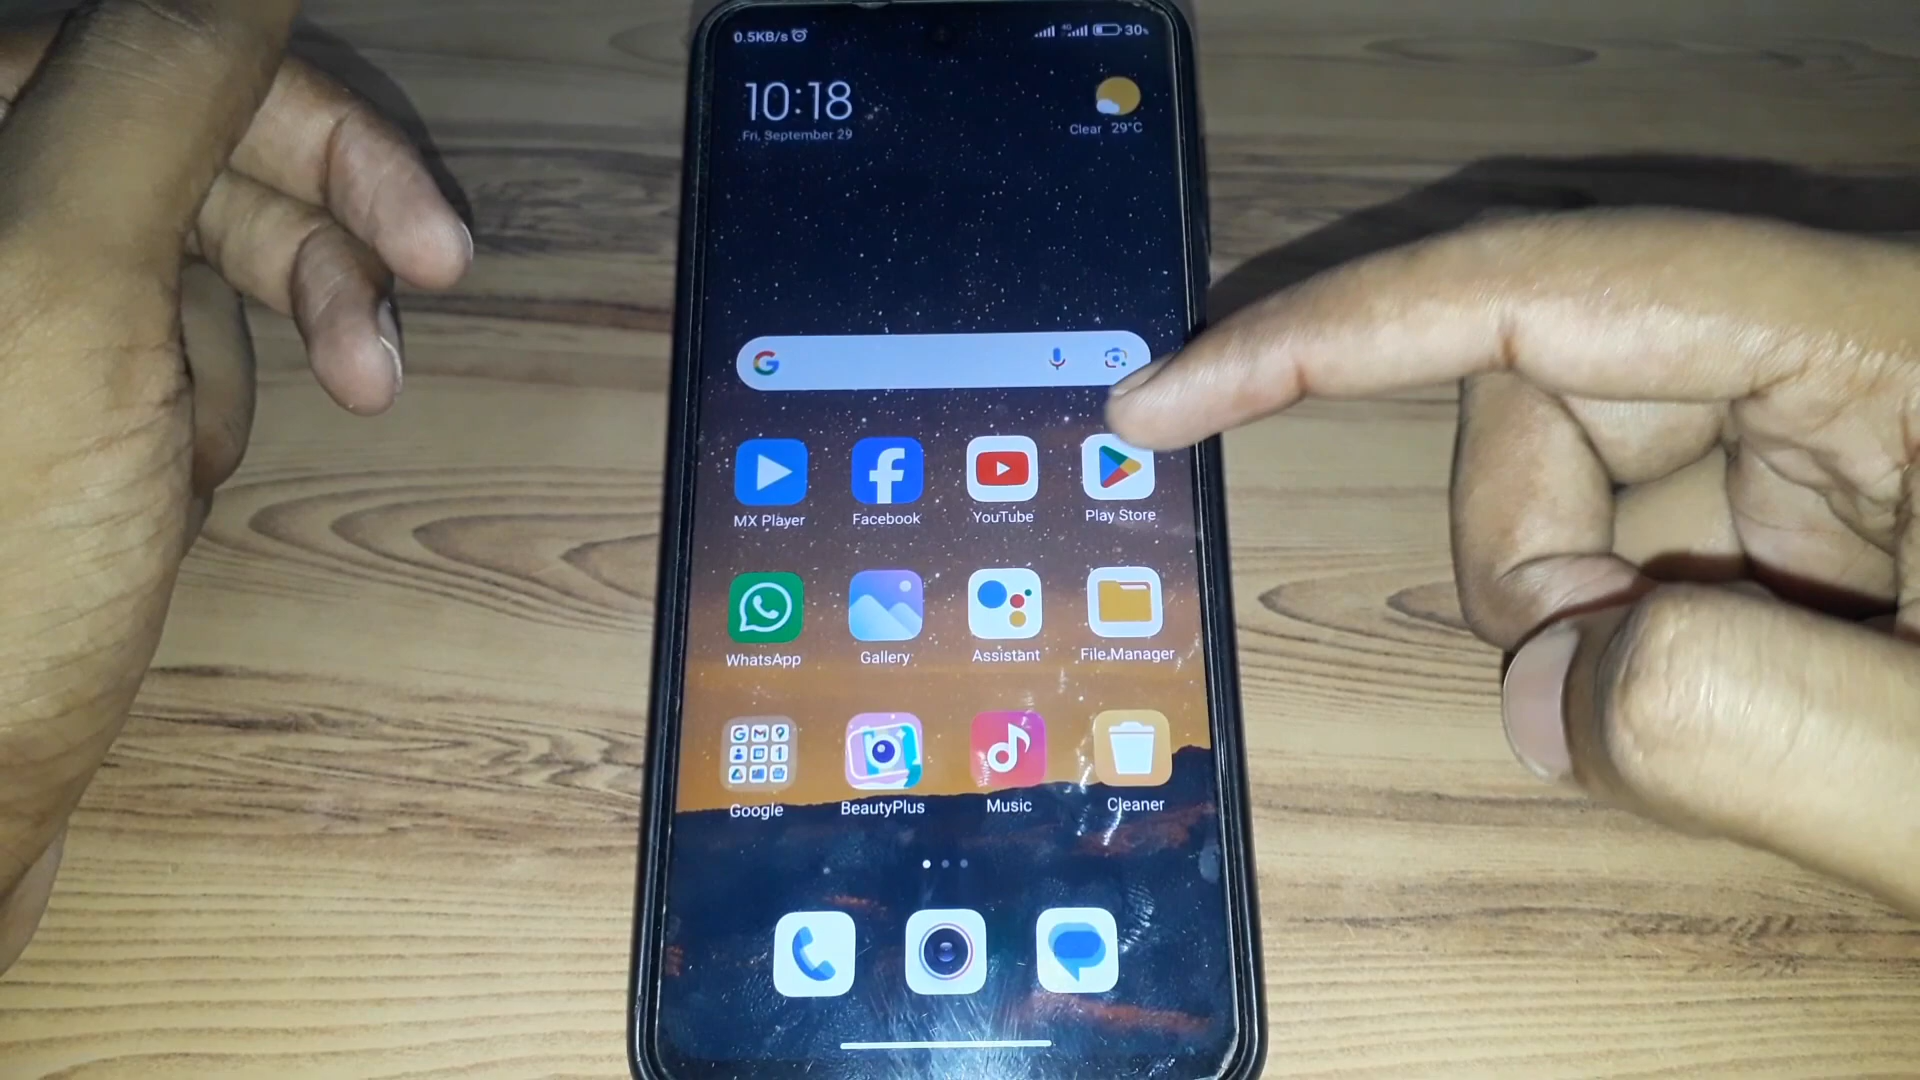 0.5KB/s 4G 30%
10:18
Fri, September 29
Clear 29°C
MX Player Facebook YouTube Play Store
WhatsApp Gallery Assistant File Manager
Google BeautyPlus Music Cleaner